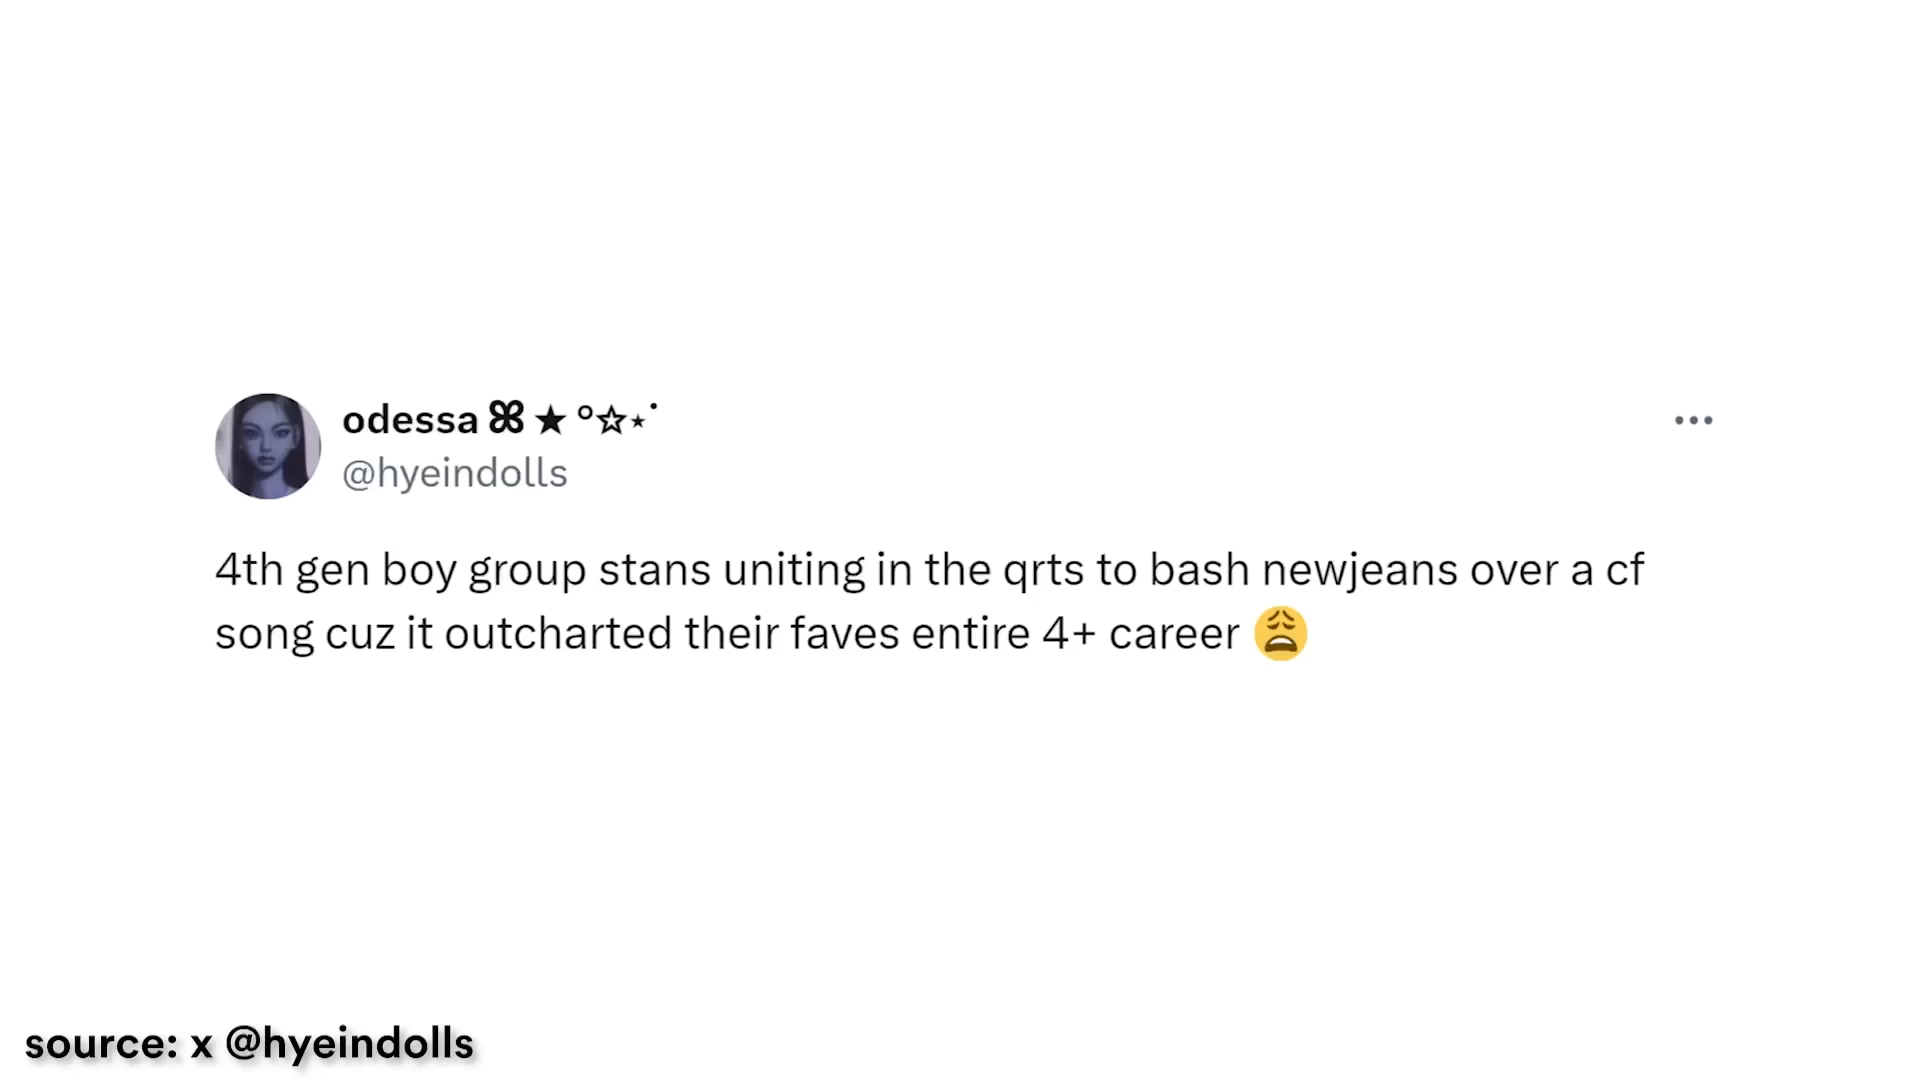 odessa ꕤ ★ °☆⋆˙
@hyeindolls
4th gen boy group stans uniting in the qrts to bash newjeans over a cf
song cuz it outcharted their faves entire 4+ career 😩
source: x @hyeindolls